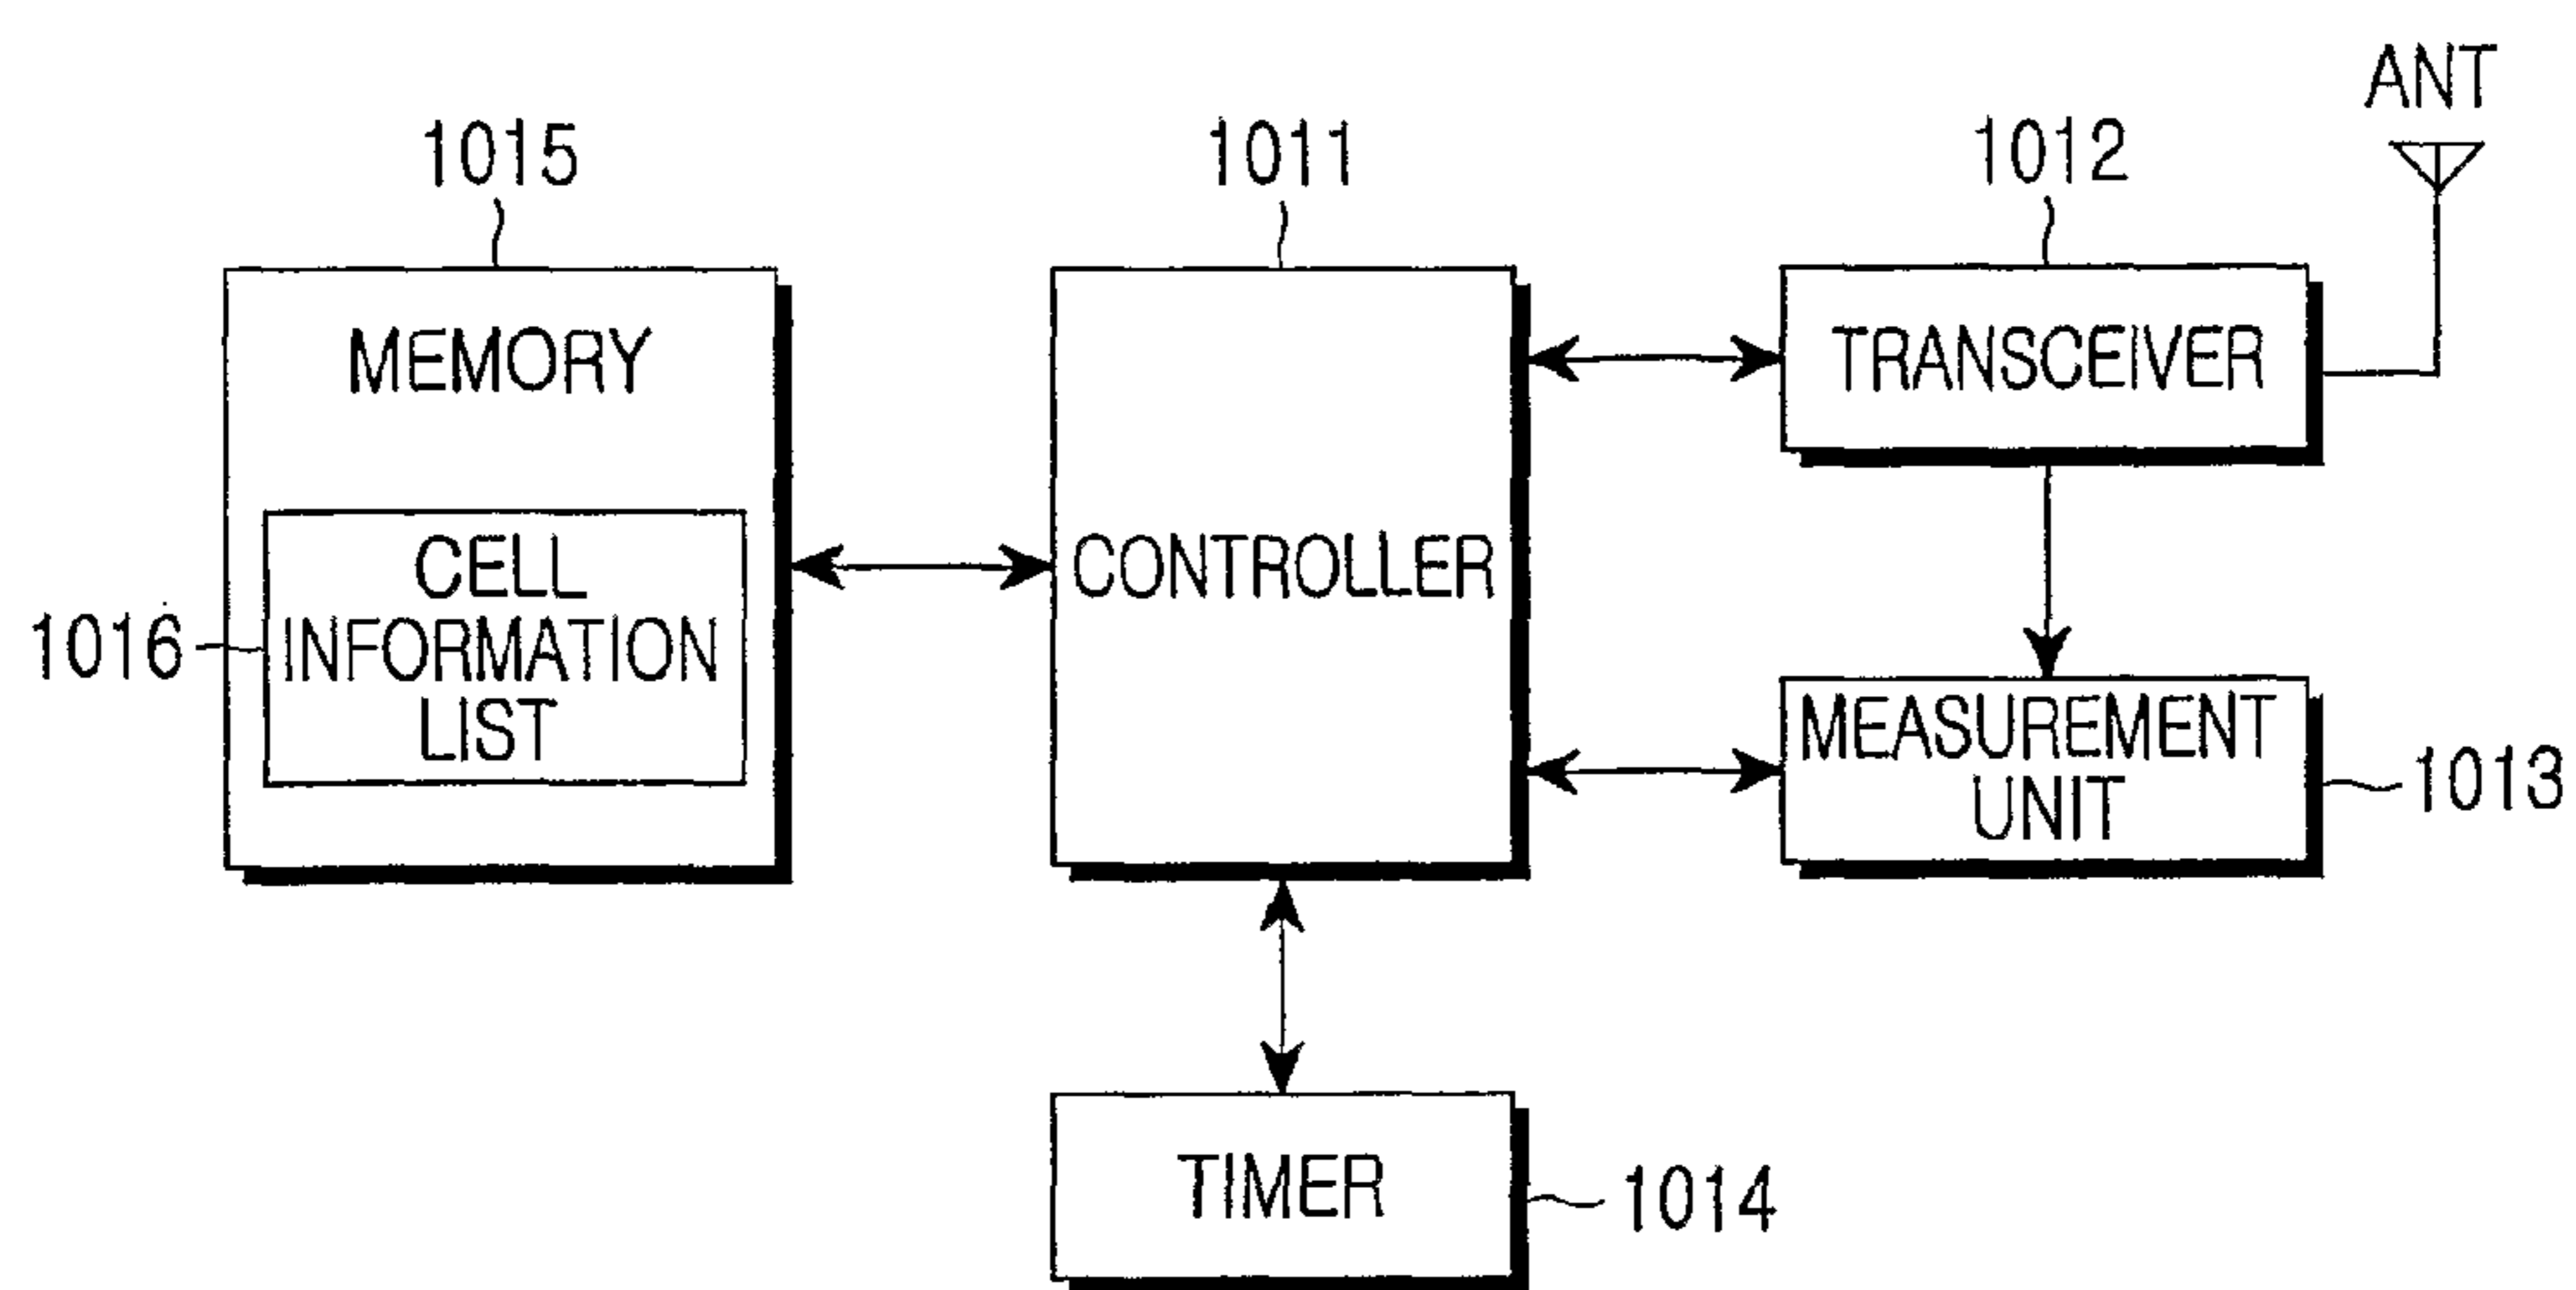 ANT
1015
1011
1012
MEMORY
TRANSCEIVER
CELL
INFORMATION
LIST
1016
CONTROLLER
MEASUREMENT
UNIT
1013
TIMER
1014